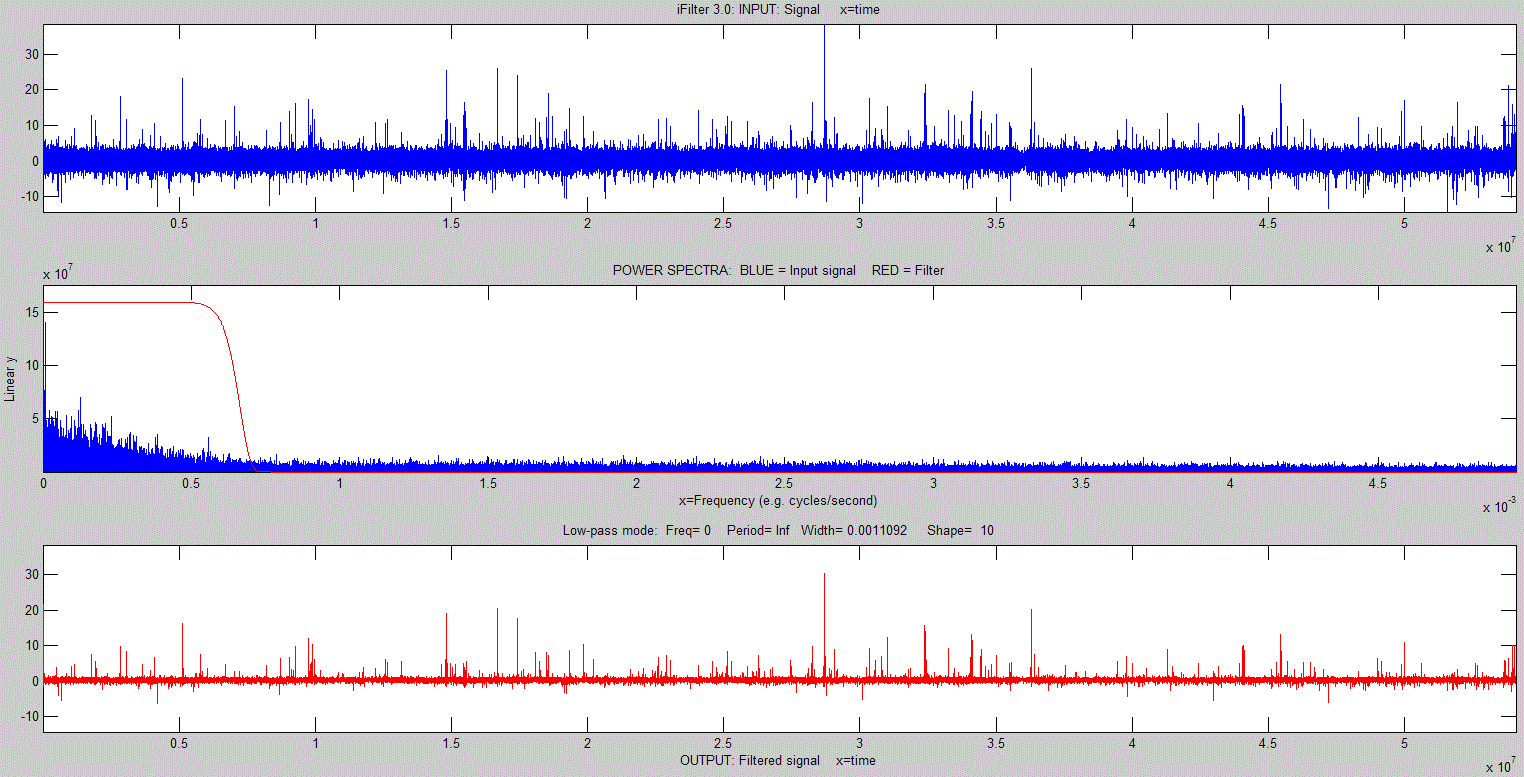 iFilter 3.0: INPUT: Signal x=time
30
20
10
0
-10
0.5 1 1.5 2 2.5 3 3.5 4 4.5 5
x 10^7
POWER SPECTRA: BLUE = Input signal RED = Filter
x 10^7
15
10
5
Linear y
0 0.5 1 1.5 2 2.5 3 3.5 4 4.5
x=Frequency (e.g. cycles/second)
x 10^-3
Low-pass mode: Freq= 0 Period= Inf Width= 0.0011092 Shape= 10
30
20
10
0
-10
0.5 1 1.5 2 2.5 3 3.5 4 4.5 5
OUTPUT: Filtered signal x=time
x 10^7